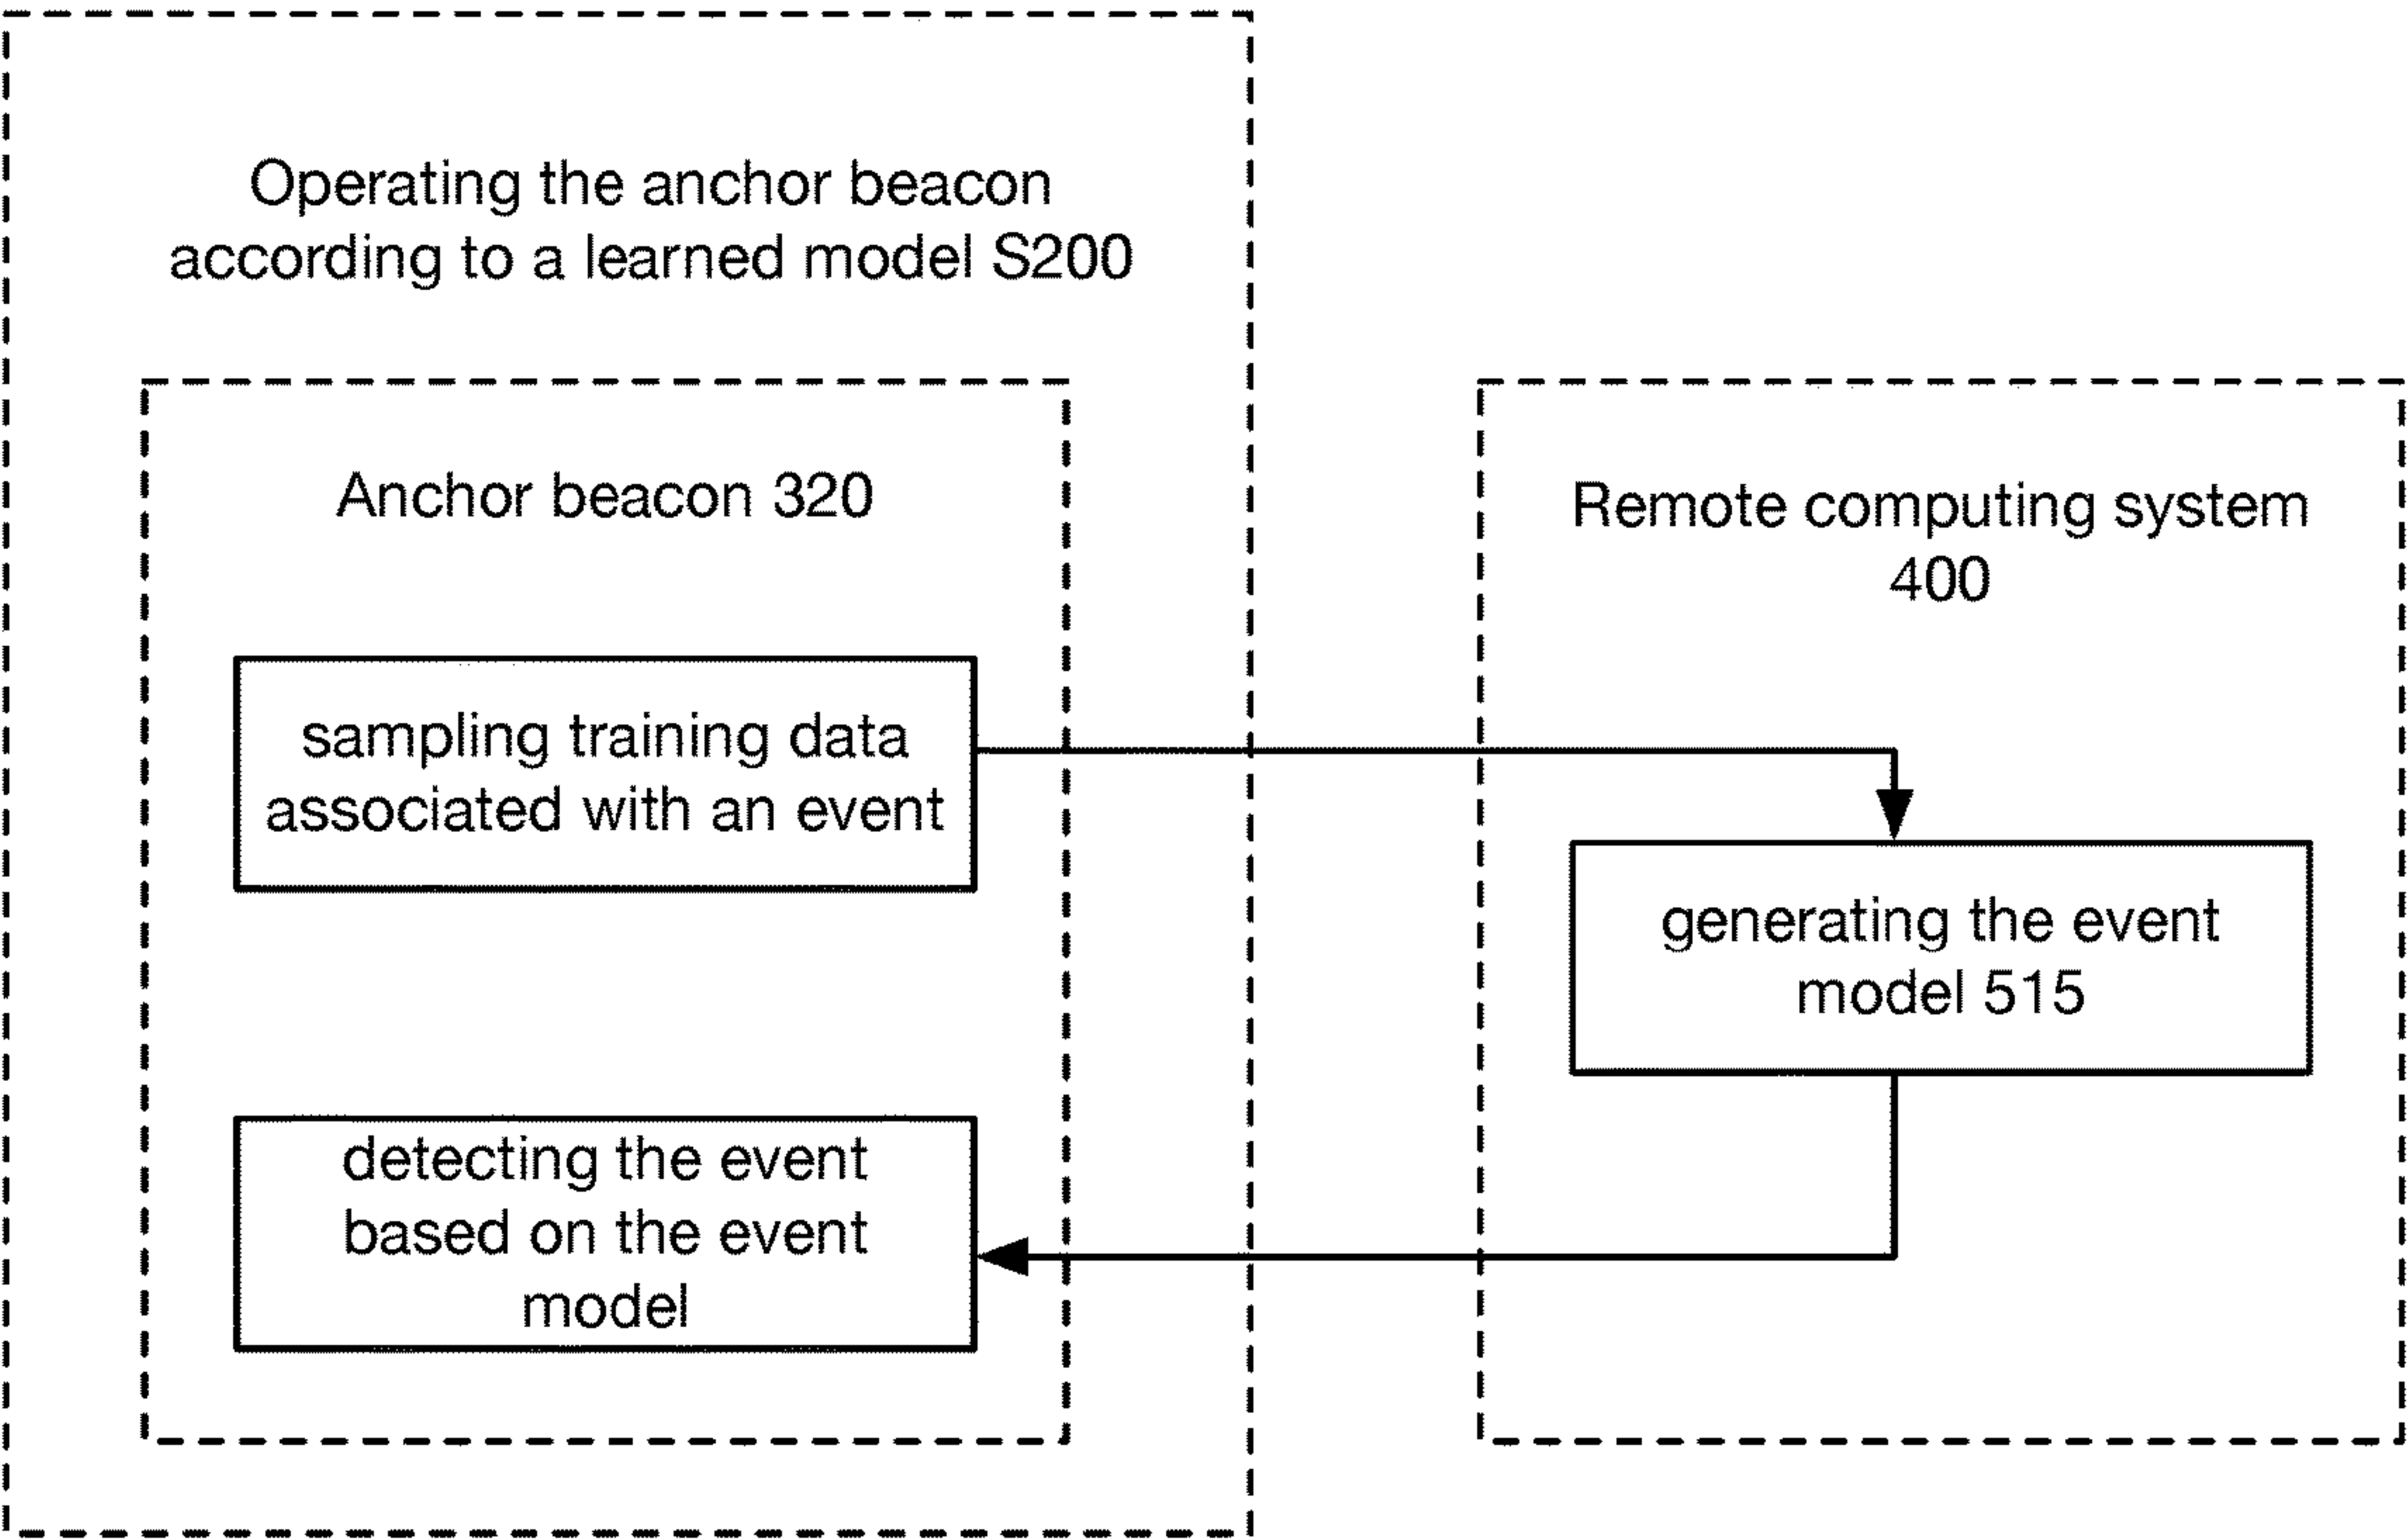 Operating the anchor beacon
according to a learned model S200
Anchor beacon 320
Remote computing system
400
sampling training data
associated with an event
generating the event
model 515
detecting the event
based on the event
model